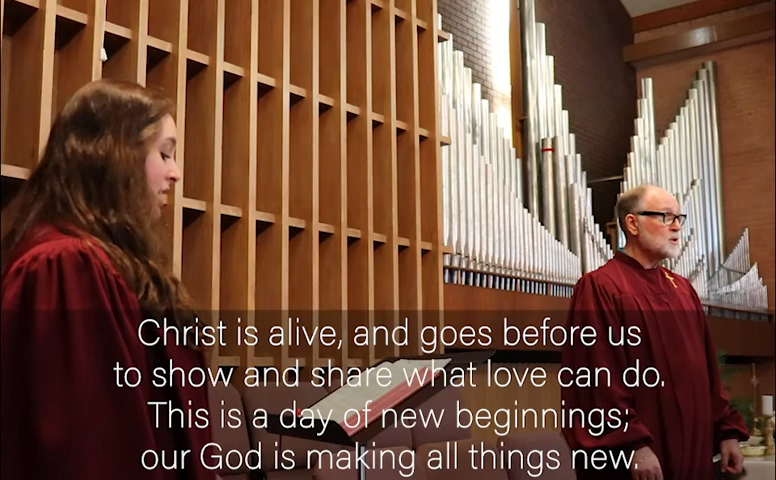 Christ is alive, and goes before us
to show and share what love can do.
This is a day of new beginnings;
our God is making all things new.